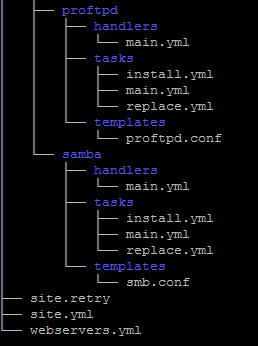 proftpd
handlers
main.yml
tasks
install.yml
main.yml
replace.yml
templates
proftpd.conf
samba
handlers
main.yml
tasks
install.yml
main.yml
replace.yml
templates
smb.conf
site.retry
site.yml
webservers.yml